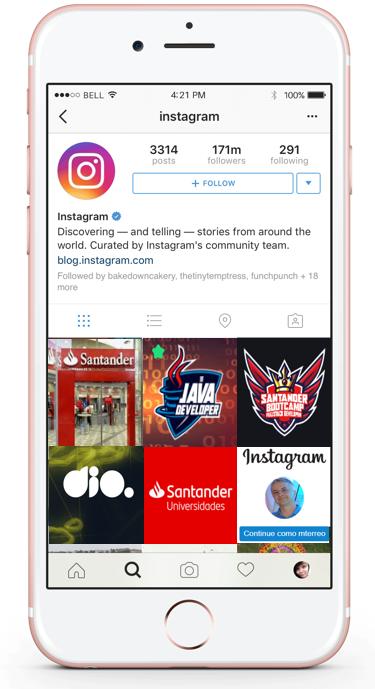 BELL
4:21 PM
100%
instagram
3314
171m
291
posts
followers
following
+ FOLLOW
Instagram
Discovering — and telling — stories from around the
world. Curated by Instagram's community team.
blog.instagram.com
Followed by bakedowncakery, thetinytemptress, funchpunch + 18
more
Santander
JAVA
DEVELOPER
SANTANDER
BOOTCAMP
FULLSTACK DEVELOPER
dio.
Santander
Universidades
Instagram
Continue como mterreo